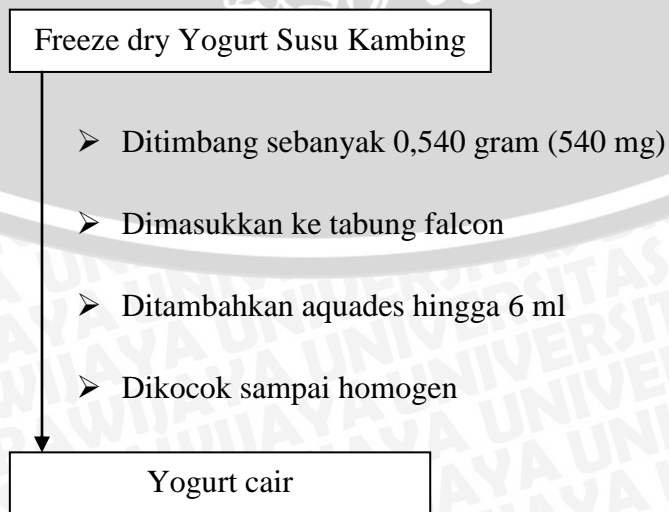 Freeze dry Yogurt Susu Kambing
➢ Ditimbang sebanyak 0,540 gram (540 mg)
➢ Dimasukkan ke tabung falcon
➢ Ditambahkan aquades hingga 6 ml
➢ Dikocok sampai homogen
Yogurt cair